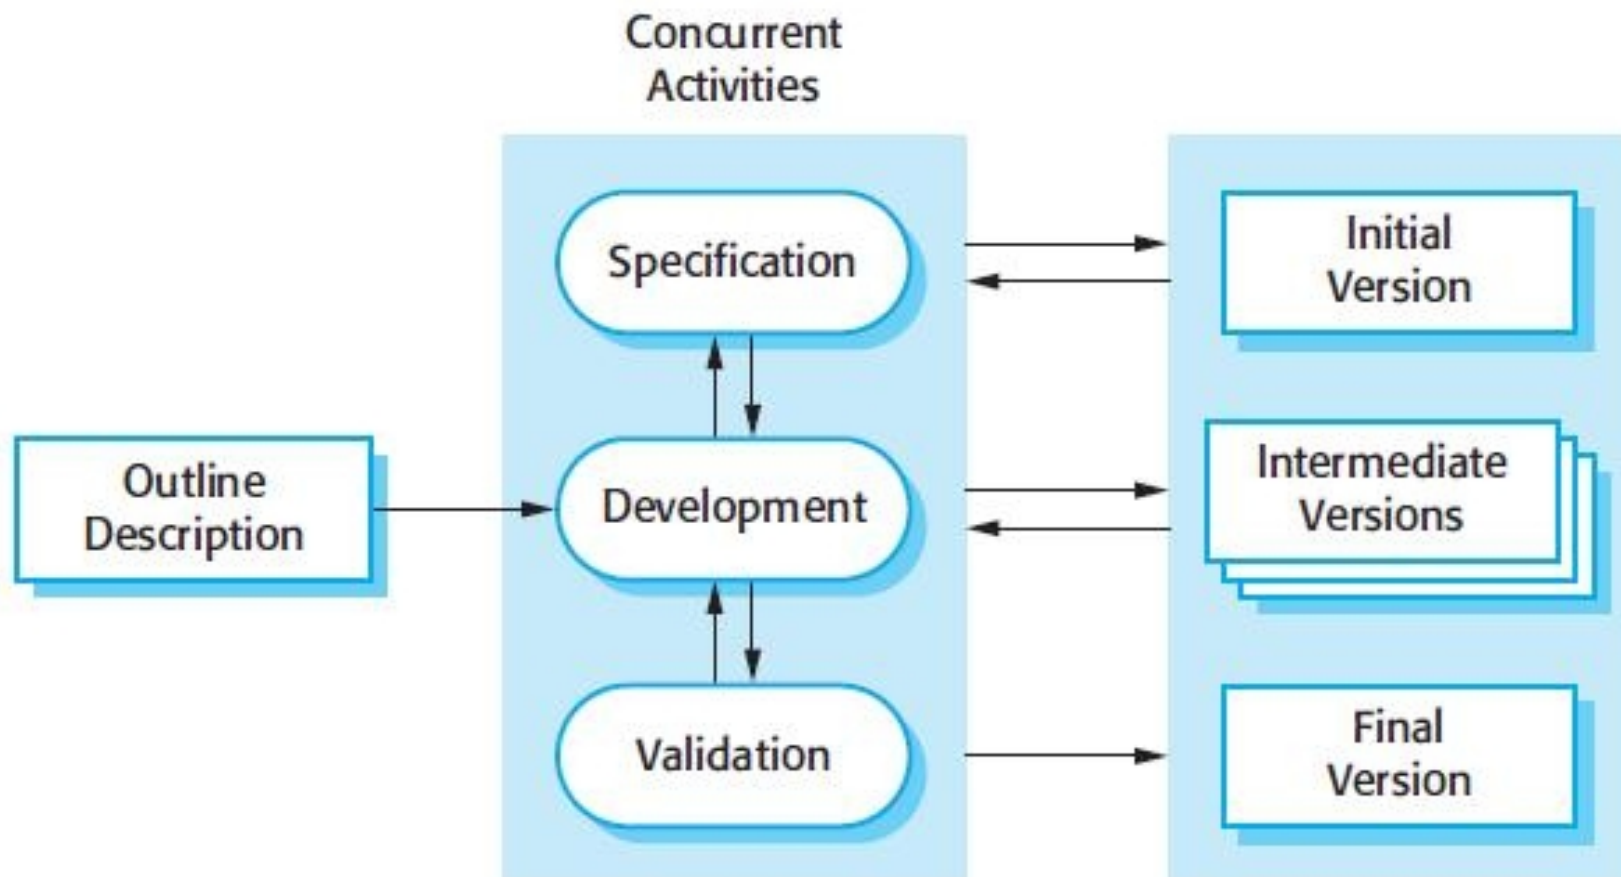 Concurrent
Activities
Specification
Initial
Version
Outline
Description
Development
Intermediate
Versions
Validation
Final
Version